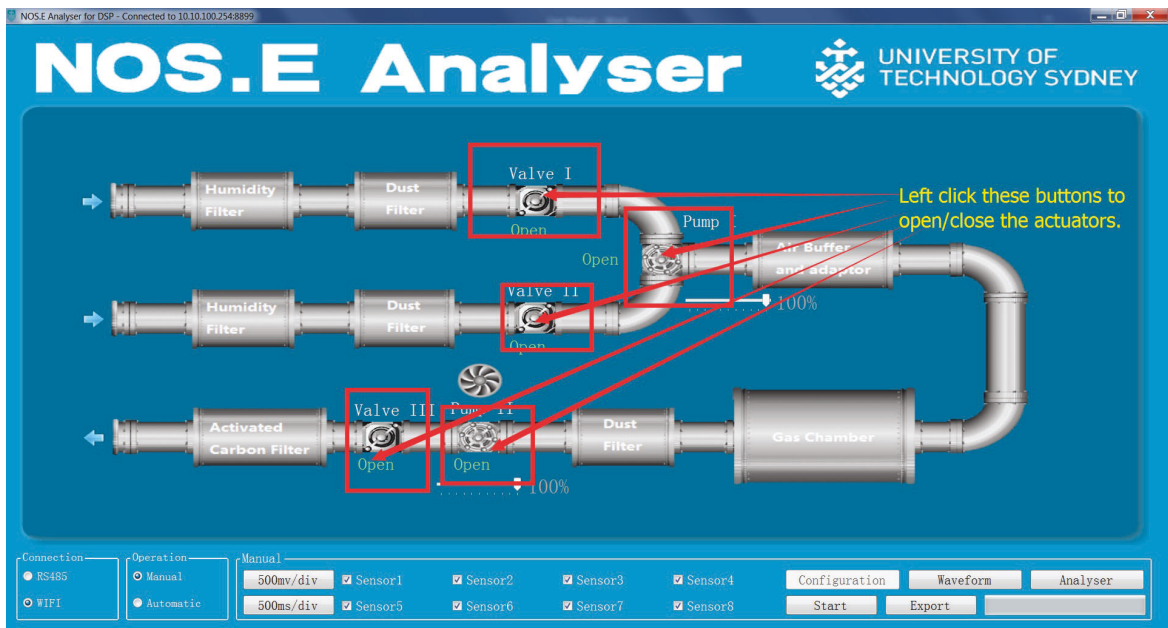 NOS.E Analyser for DSP - Connected to 10.10.100.254:8899
NOS.E Analyser
UNIVERSITY OF
TECHNOLOGY SYDNEY
Valve I
Humidity
Filter
Dust
Filter
Open
Left click these buttons to
open/close the actuators.
Pump I
Open
Air Buffer
and adaptor
100%
Valve II
Humidity
Filter
Dust
Filter
Open
Valve III
Pump II
Activated
Carbon Filter
Open
Open
Dust
Filter
Gas Chamber
100%
Connection
RS485
WIFI
Operation
Manual
Automatic
Manual
500mv/div
Sensor1
Sensor2
Sensor3
Sensor4
Configuration
Waveform
Analyser
500ms/div
Sensor5
Sensor6
Sensor7
Sensor8
Start
Export